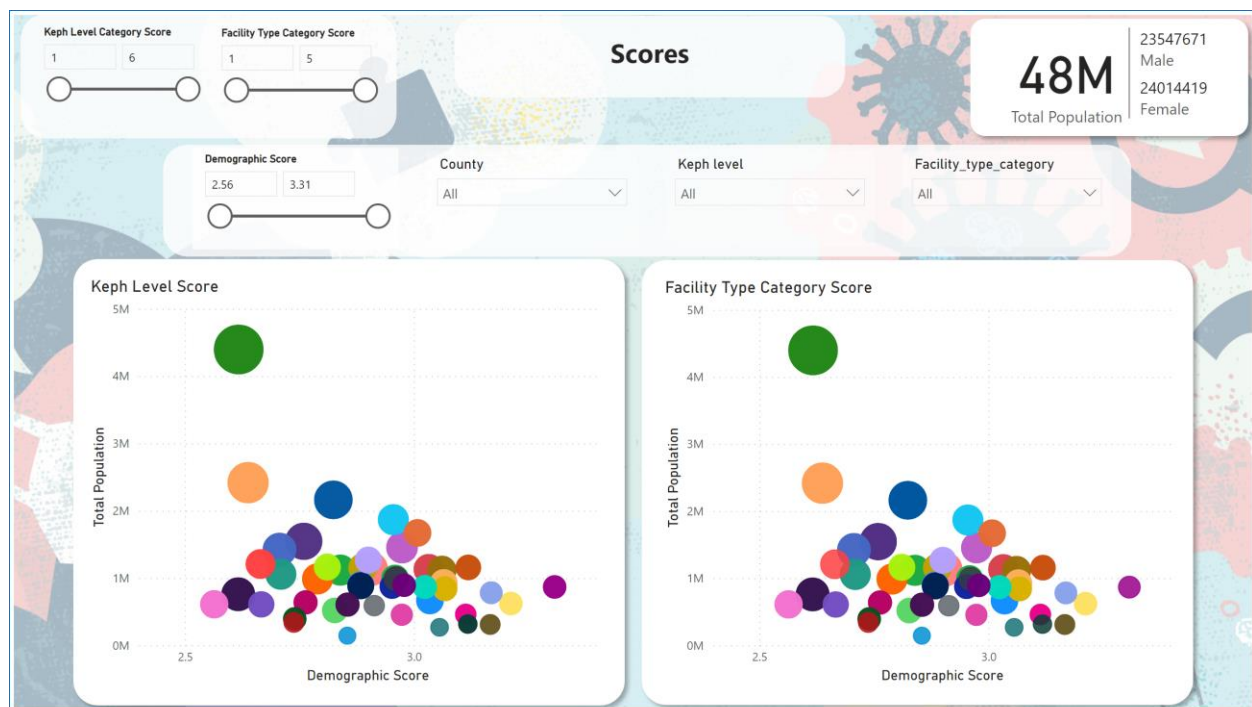 Keph Level Category Score
1
6
Facility Type Category Score
1
5
Scores
48M
Total Population
23547671
Male
24014419
Female
Demographic Score
2.56
3.31
County
All
Keph level
All
Facility_type_category
All
Keph Level Score
5M
4M
3M
2M
1M
0M
Total Population
2.5
3.0
Demographic Score
Facility Type Category Score
5M
4M
3M
2M
1M
0M
Total Population
2.5
3.0
Demographic Score